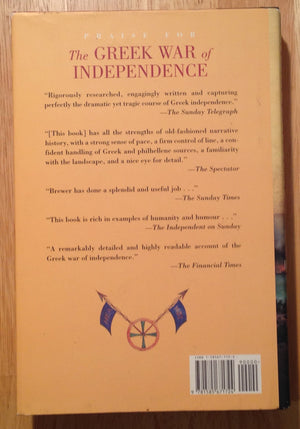 PRAISE FOR
The GREEK WAR of
INDEPENDENCE
“Rigorously researched, engagingly written and capturing
perfectly the dramatic yet tragic course of Greek independence.”
—The Sunday Telegraph
“[This book] has all the strengths of old-fashioned narrative
history, with a strong sense of pace, a firm control of line, a con-
fident handling of Greek and philhellene sources, a familiarity
with the landscape, and a nice eye for detail.”
—The Spectator
“Brewer has done a splendid and useful job . . .”
—The Sunday Times
“This book is rich in examples of humanity and humour . . .”
—The Independent on Sunday
“A remarkably detailed and highly readable account of the
Greek war of independence.”
—The Financial Times
90000